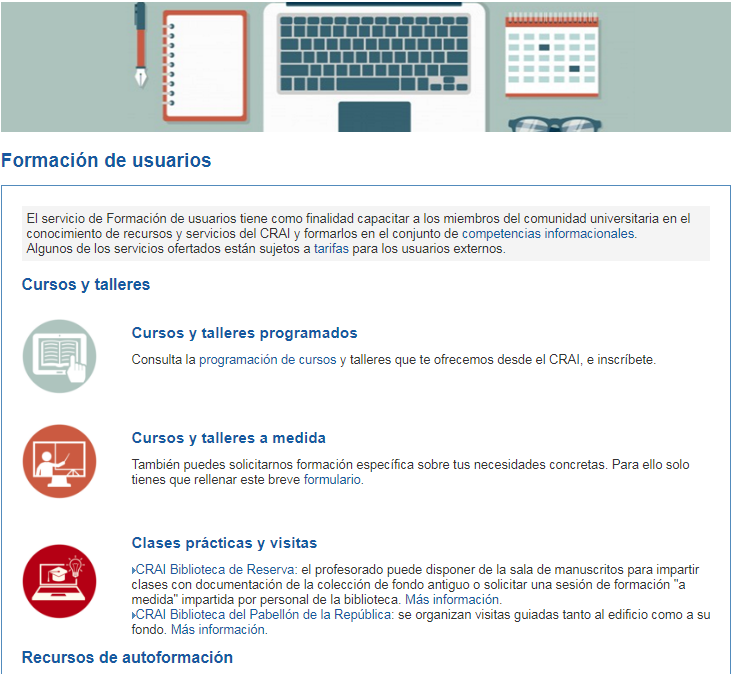 Formación de usuarios
El servicio de Formación de usuarios tiene como finalidad capacitar a los miembros del comunidad universitaria en el
conocimiento de recursos y servicios del CRAI y formarlos en el conjunto de competencias informacionales.
Algunos de los servicios ofertados están sujetos a tarifas para los usuarios externos.
Cursos y talleres
Cursos y talleres programados
Consulta la programación de cursos y talleres que te ofrecemos desde el CRAI, e inscríbete.
Cursos y talleres a medida
También puedes solicitarnos formación específica sobre tus necesidades concretas. Para ello solo
tienes que rellenar este breve formulario.
Clases prácticas y visitas
CRAI Biblioteca de Reserva: el profesorado puede disponer de la sala de manuscritos para impartir
clases con documentación de la colección de fondo antiguo o solicitar una sesión de formación "a
medida" impartida por personal de la biblioteca. Más información.
CRAI Biblioteca del Pabellón de la República: se organizan visitas guiadas tanto al edificio como a su
fondo. Más información.
Recursos de autoformación